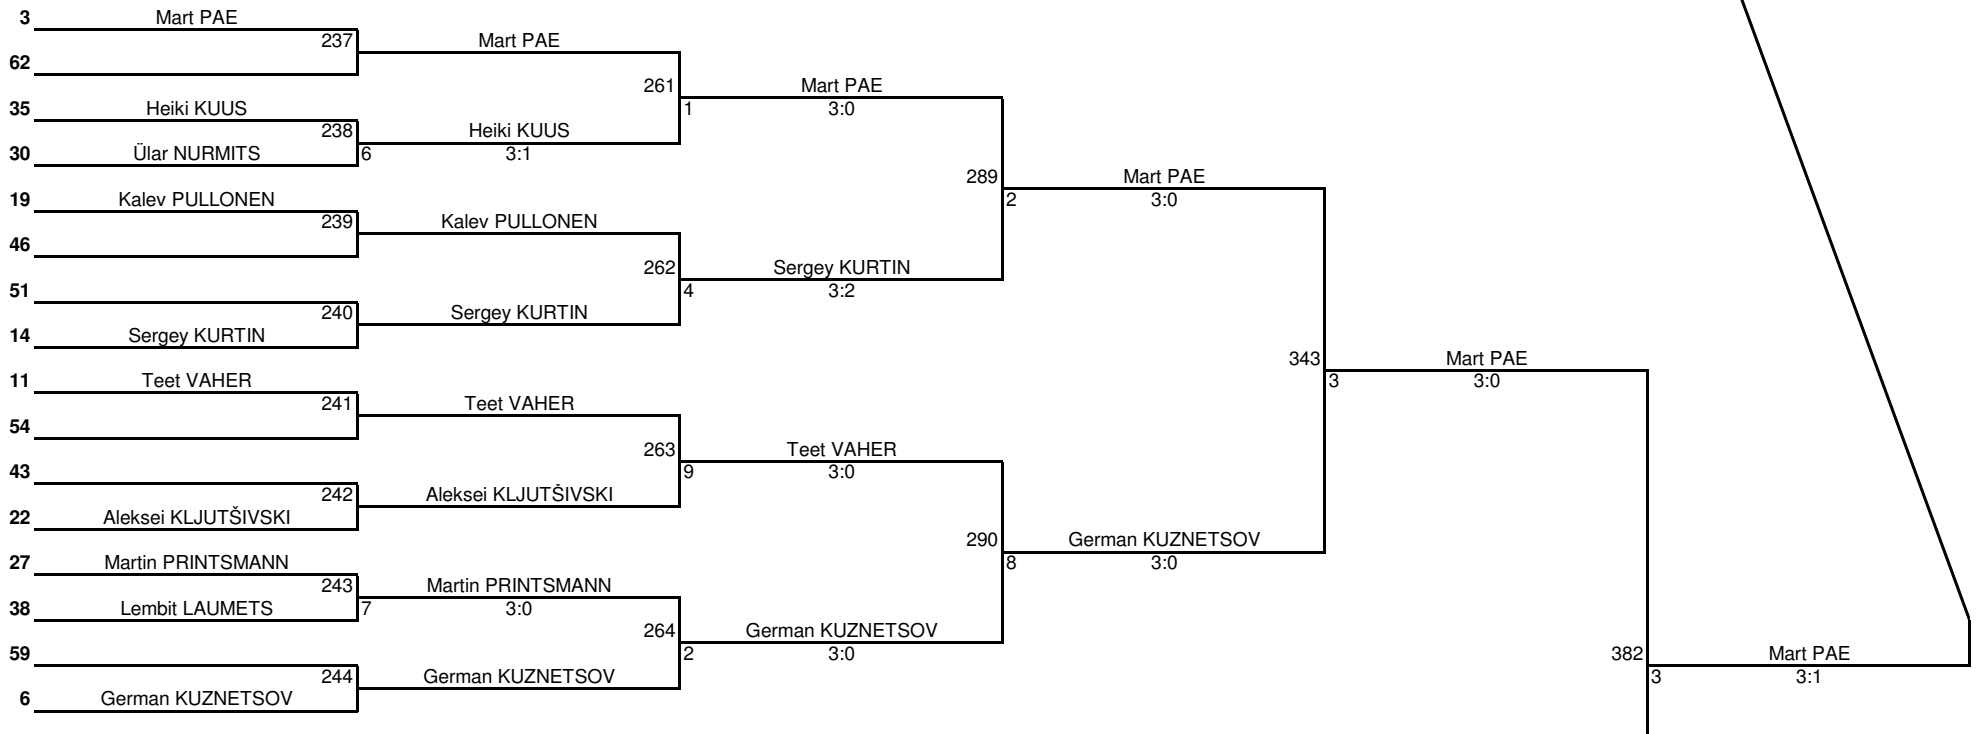 3 Mart PAE
237 Mart PAE
62
261 Mart PAE
35 Heiki KUUS
1 3:0
238 Heiki KUUS
30 Ülar NURMITS
6 3:1
289 Mart PAE
19 Kalev PULLONEN
2 3:0
239 Kalev PULLONEN
46
262 Sergey KURTIN
51
4 3:2
240 Sergey KURTIN
14 Sergey KURTIN
343 Mart PAE
11 Teet VAHER
3 3:0
241 Teet VAHER
54
263 Teet VAHER
43
9 3:0
242 Aleksei KLJUTŠIVSKI
22 Aleksei KLJUTŠIVSKI
290 German KUZNETSOV
27 Martin PRINTSMANN
8 3:0
243 Martin PRINTSMANN
38 Lembit LAUMETS
7 3:0
264 German KUZNETSOV
59
2 3:0
382 Mart PAE
244 German KUZNETSOV
3 3:1
6 German KUZNETSOV